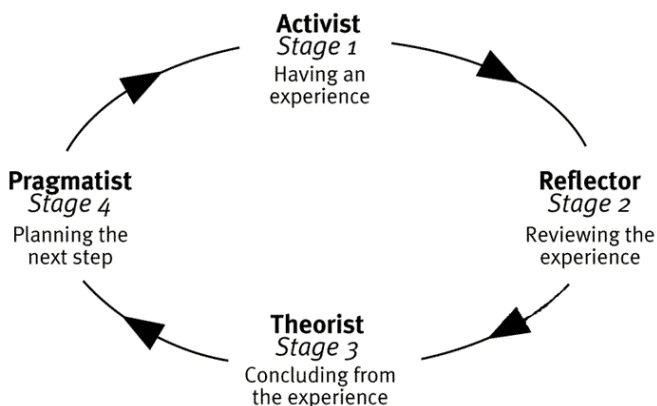 Activist
Stage 1
Having an
experience
Reflector
Stage 2
Reviewing the
experience
Theorist
Stage 3
Concluding from
the experience
Pragmatist
Stage 4
Planning the
next step